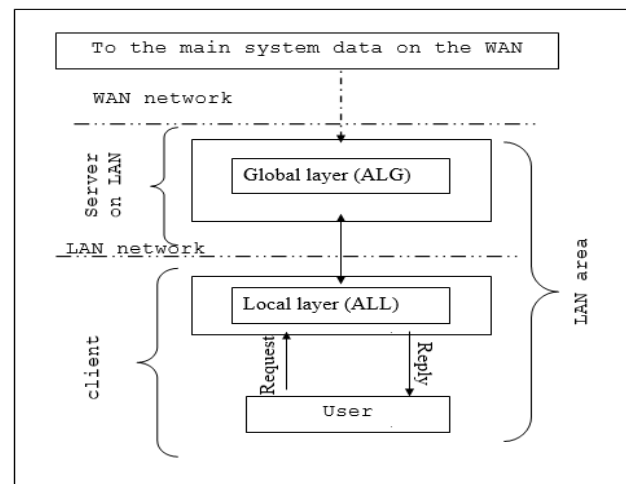 To the main system data on the WAN
WAN network
Server
on LAN
Global layer (ALG)
LAN network
LAN area
Local layer (ALL)
client
Request
Reply
User